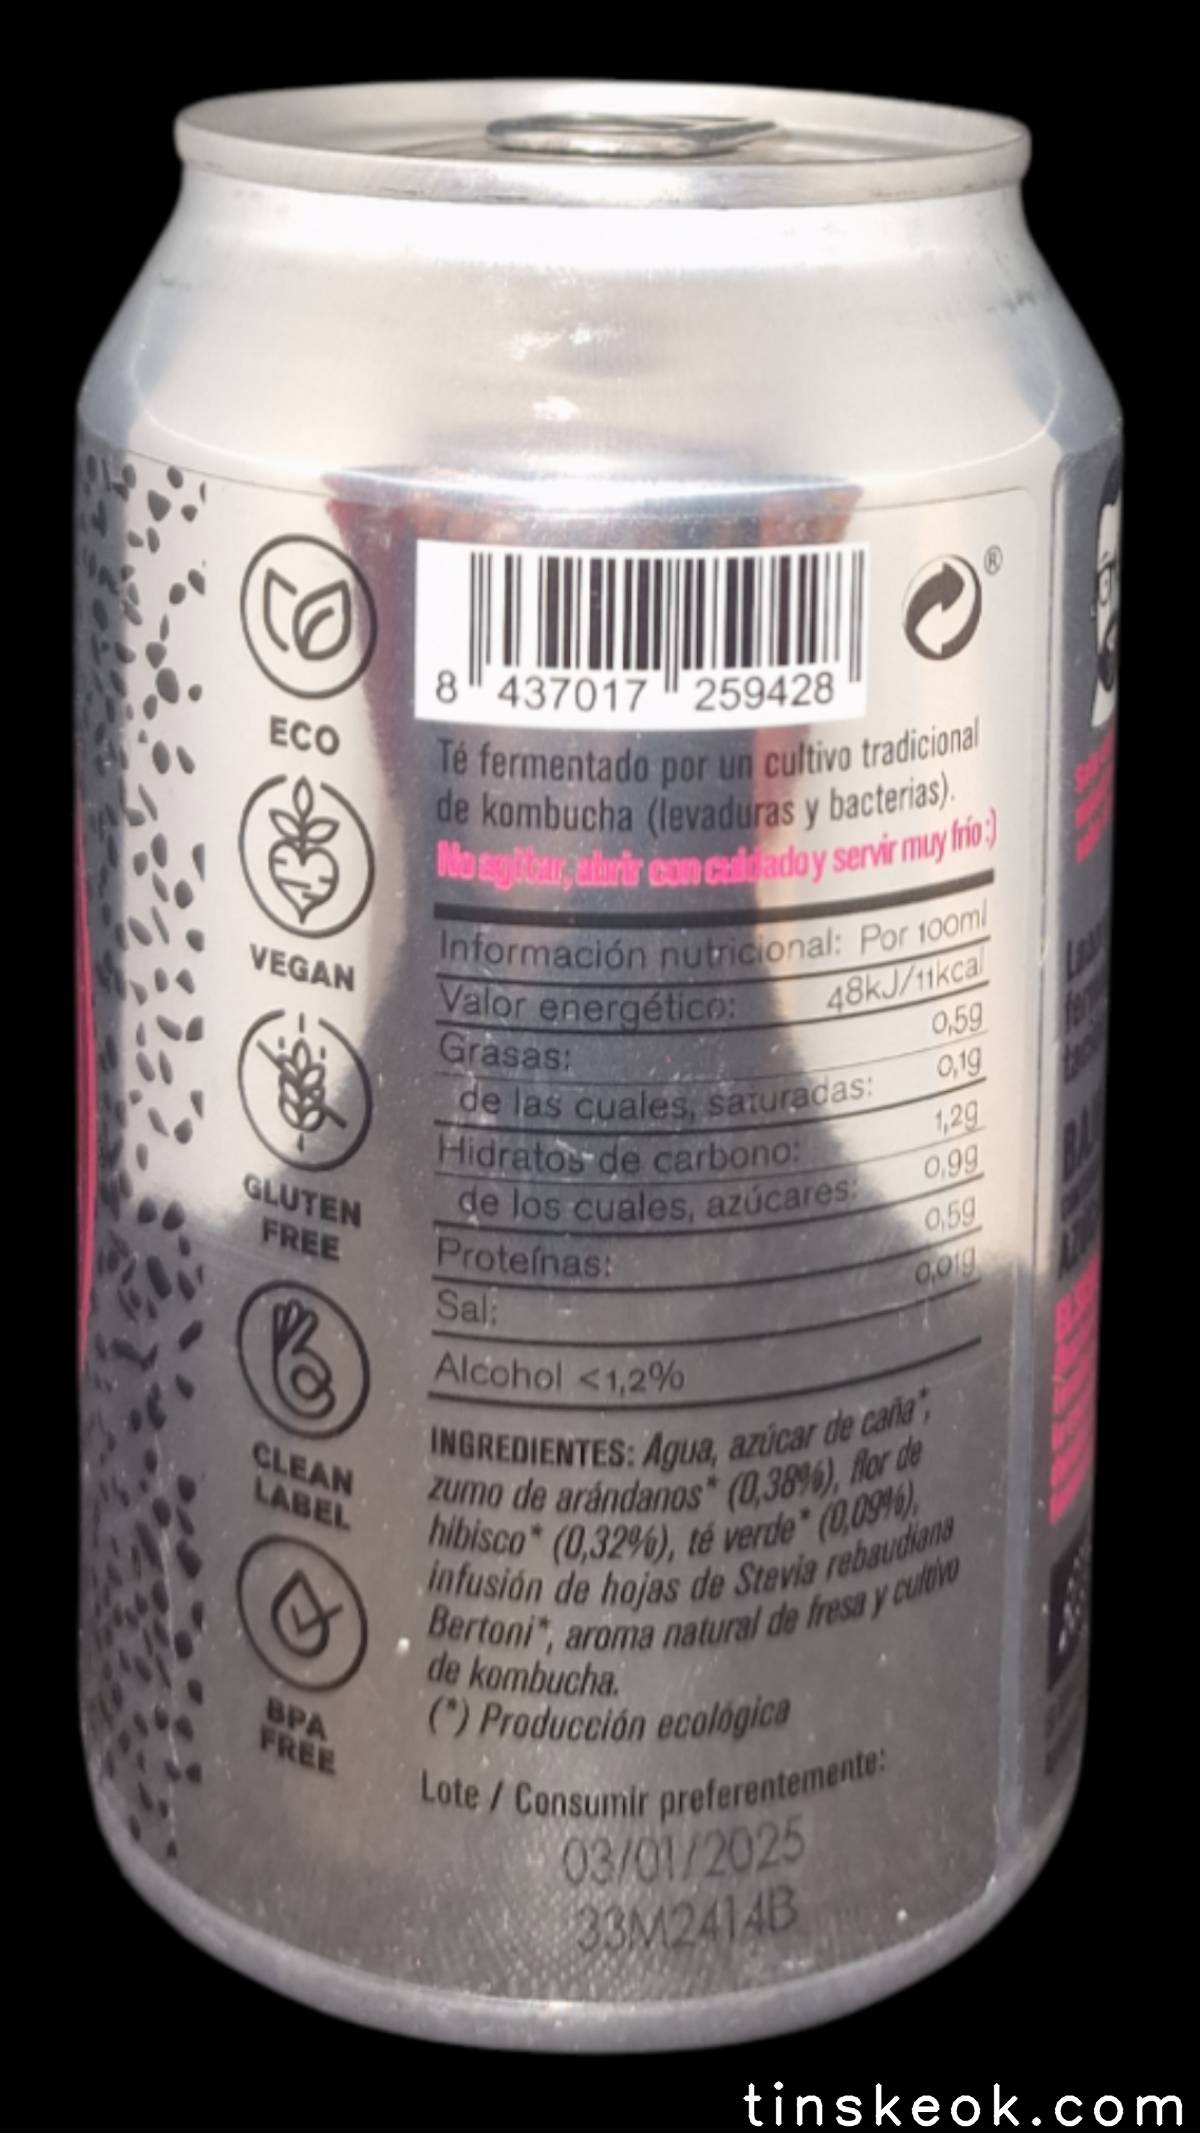 ECO
VEGAN
GLUTEN
FREE
CLEAN
LABEL
BPA
FREE
8 437017 259428
®
Té fermentado por un cultivo tradicional
de kombucha (levaduras y bacterias).
No agitar, abrir con cuidado y servir muy frío :)
Información nutricional: Por 100ml
Valor energético: 48kJ/11kcal
Grasas: 0,5g
de las cuales, saturadas: 0,1g
Hidratos de carbono: 1,2g
de los cuales, azúcares: 0,9g
Proteínas: 0,5g
Sal: 0,01g
Alcohol <1,2%
INGREDIENTES: Agua, azúcar de caña*,
zumo de arándanos* (0,38%), flor de
hibisco* (0,32%), té verde* (0,09%),
infusión de hojas de Stevia rebaudiana
Bertoni*, aroma natural de fresa y cultivo
de kombucha.
(*) Producción ecológica
Lote / Consumir preferentemente:
03/01/2025
33M2414B
tinskeok.com